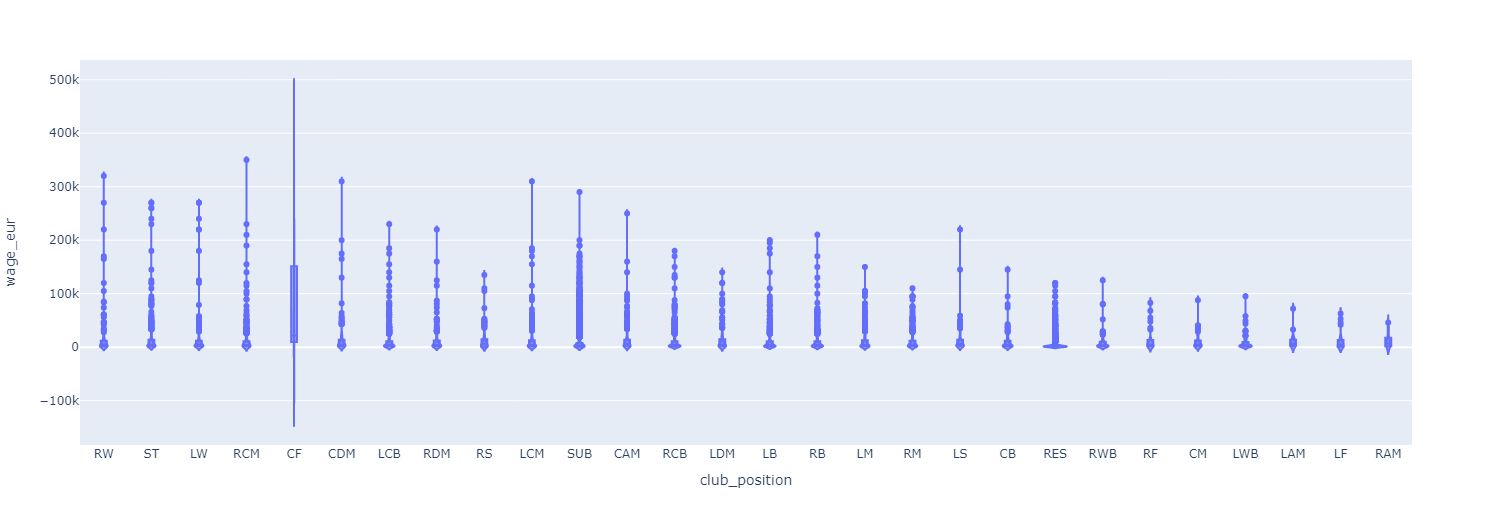 500k
400k
300k
200k
100k
0
−100k
wage_eur
RW ST LW RCM CF CDM LCB RDM RS LCM SUB CAM RCB LDM LB RB LM RM LS CB RES RWB RF CM LWB LAM LF RAM
club_position